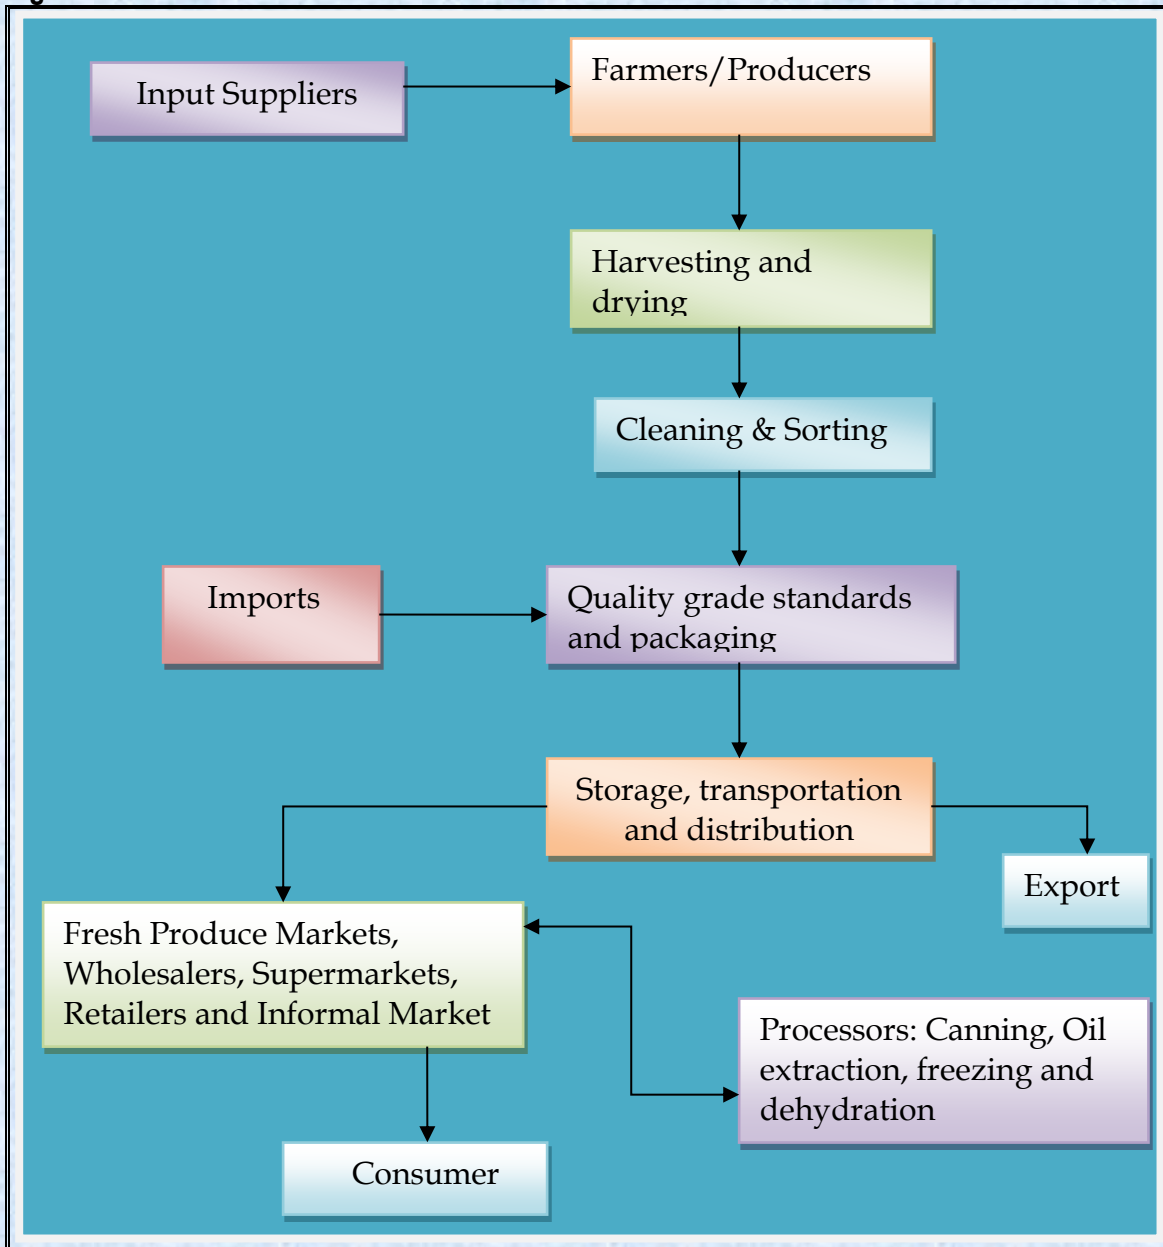 Input Suppliers
Farmers/Producers
Harvesting and
drying
Cleaning & Sorting
Imports
Quality grade standards
and packaging
Storage, transportation
and distribution
Export
Fresh Produce Markets,
Wholesalers, Supermarkets,
Retailers and Informal Market
Processors: Canning, Oil
extraction, freezing and
dehydration
Consumer